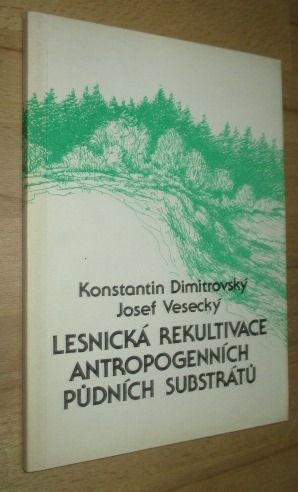 Konstantin Dimitrovský
Josef Vesecký
LESNICKÁ REKULTIVACE
ANTROPOGENNÍCH
PŮDNÍCH SUBSTRÁTŮ